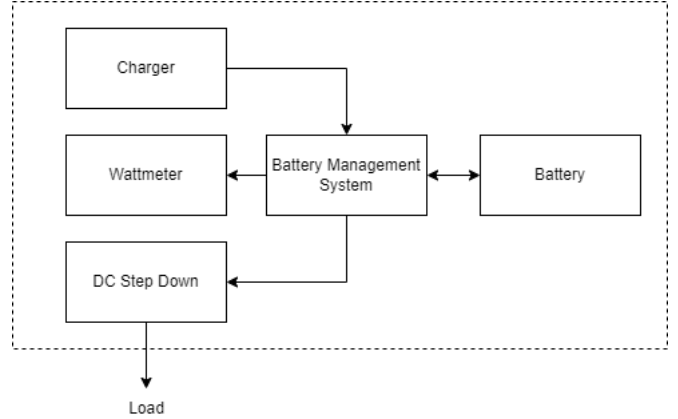 Charger
Wattmeter
Battery Management
System
Battery
DC Step Down
Load